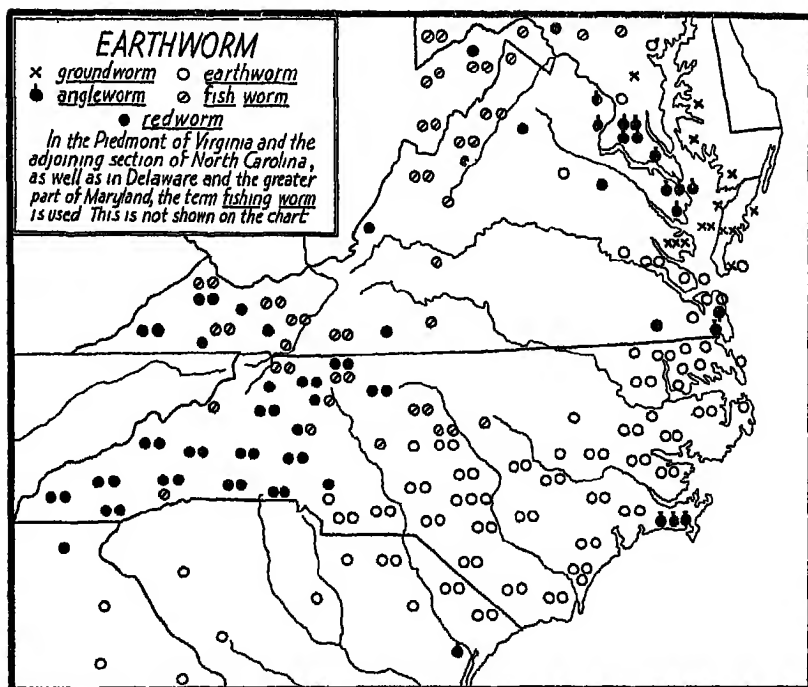 EARTHWORM
× groundworm ○ earthworm
angleworm ⊘ fish worm
● redworm
In the Piedmont of Virginia and the
adjoining section of North Carolina,
as well as in Delaware and the greater
part of Maryland, the term fishing worm
is used This is not shown on the chart